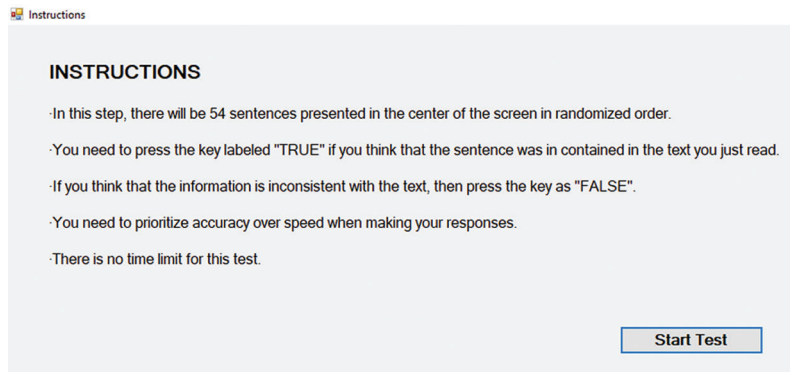 Instructions
INSTRUCTIONS
·In this step, there will be 54 sentences presented in the center of the screen in randomized order.
·You need to press the key labeled "TRUE" if you think that the sentence was in contained in the text you just read.
·If you think that the information is inconsistent with the text, then press the key as "FALSE".
·You need to prioritize accuracy over speed when making your responses.
·There is no time limit for this test.
Start Test